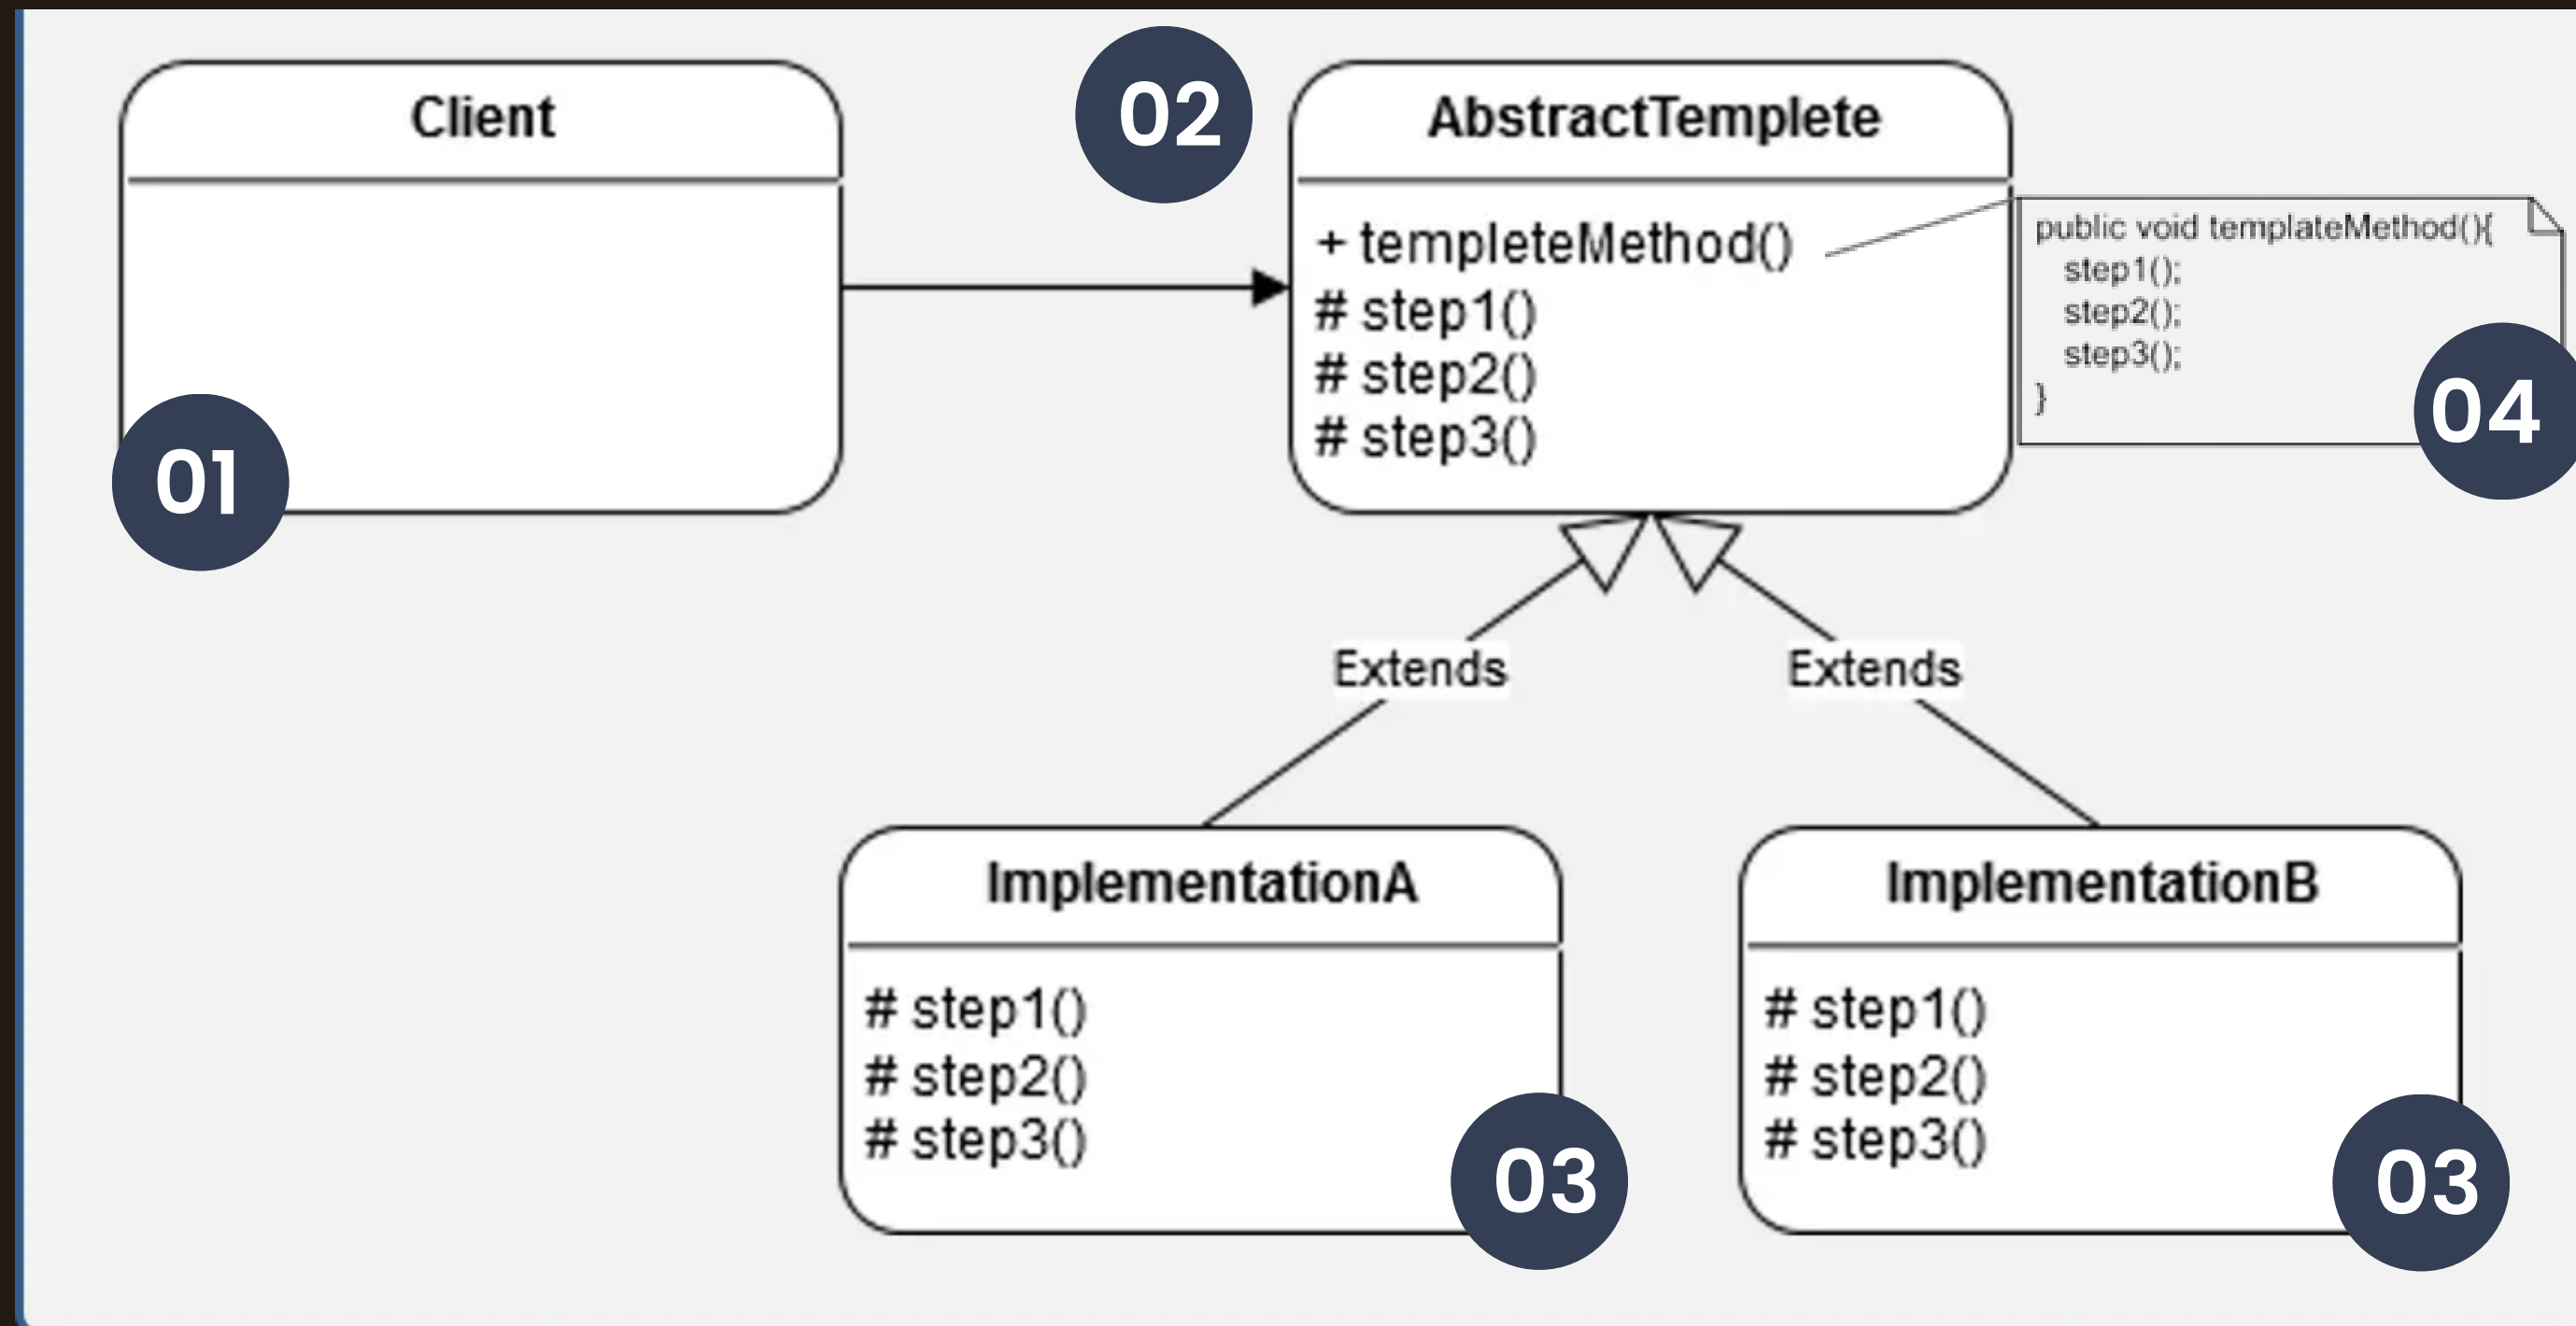 Client
01
02
AbstractTemplete
+ templeteMethod()
# step1()
# step2()
# step3()
public void templateMethod(){
step1();
step2();
step3();
}
04
Extends
Extends
ImplementationA
# step1()
# step2()
# step3()
03
ImplementationB
# step1()
# step2()
# step3()
03